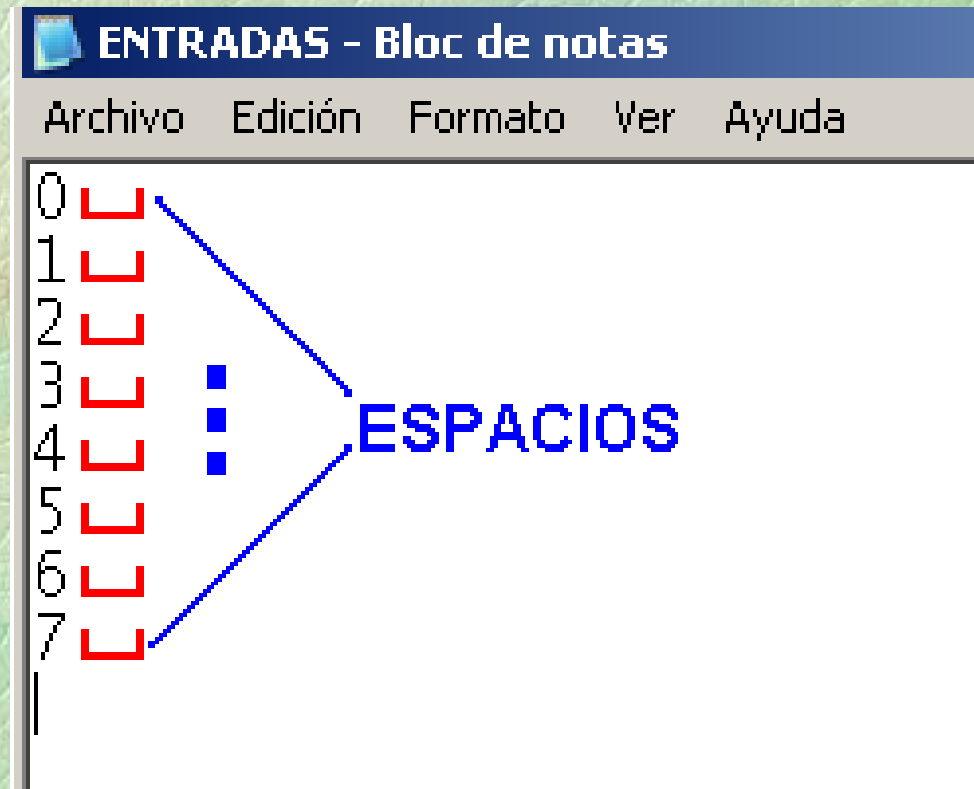 ENTRADAS - Bloc de notas
Archivo Edición Formato Ver Ayuda
0
1
2
3
4
5
6
7
ESPACIOS